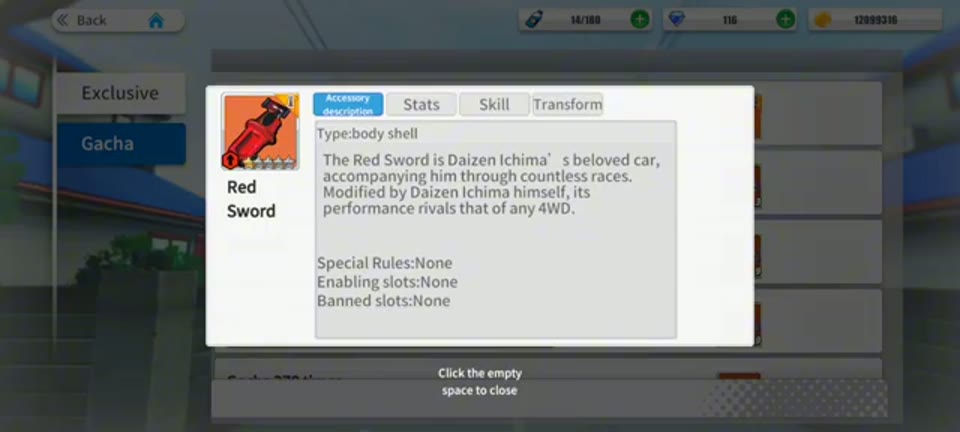 Back
14/180
116
12099316
Exclusive
Gacha
Accessory
description
Stats
Skill
Transform
Type:body shell
The Red Sword is Daizen Ichima's beloved car,
accompanying him through countless races.
Modified by Daizen Ichima himself, its
performance rivals that of any 4WD.
Red
Sword
Special Rules:None
Enabling slots:None
Banned slots:None
Click the empty
space to close